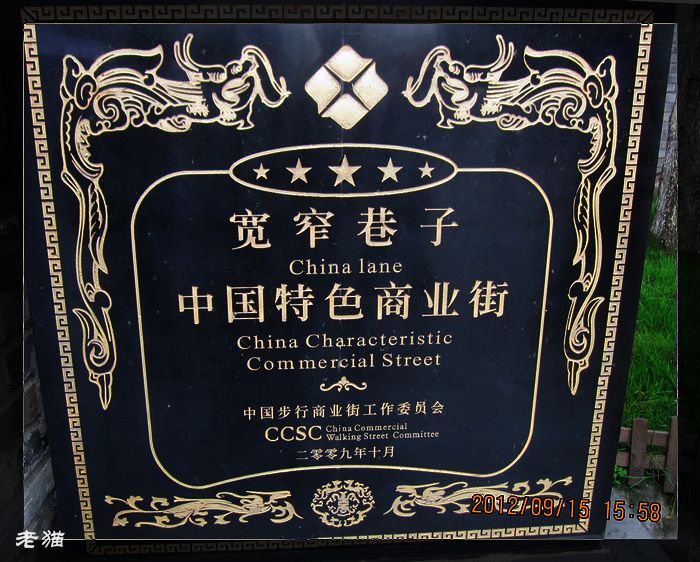 宽窄巷子
China lane
中国特色商业街
China Characteristic
Commercial Street
中国步行商业街工作委员会
CCSC China Commercial
Walking Street Committee
二零零九年十月
2012/09/15 15:58
老猫